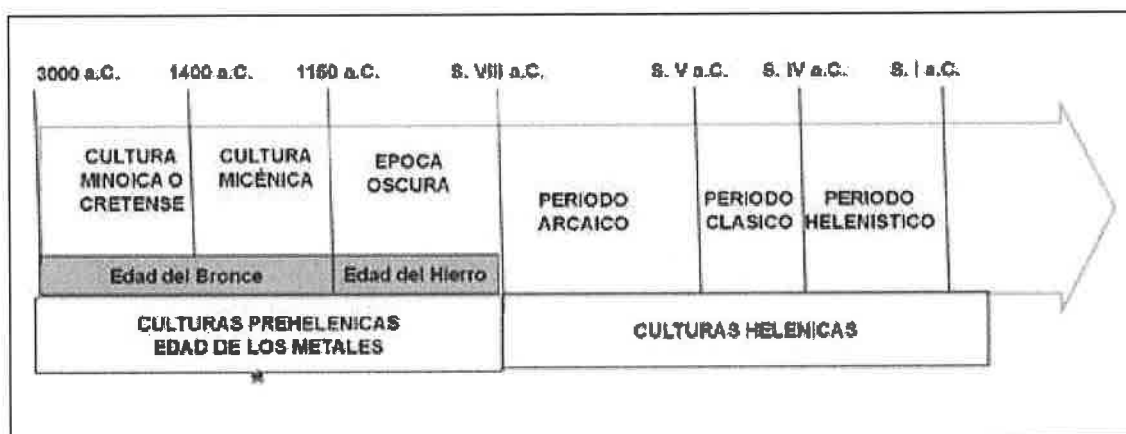 3000 a.C. 1400 a.C. 1150 a.C. S. VIII a.C. S. V a.C. S. IV a.C. S. I a.C.
CULTURA
MINOICA O
CRETENSE
CULTURA
MICÉNICA
EPOCA
OSCURA
PERIODO
ARCAICO
PERIODO
CLASICO
PERIODO
HELENISTICO
Edad del Bronce
Edad del Hierro
CULTURAS PREHELENICAS
EDAD DE LOS METALES
CULTURAS HELENICAS